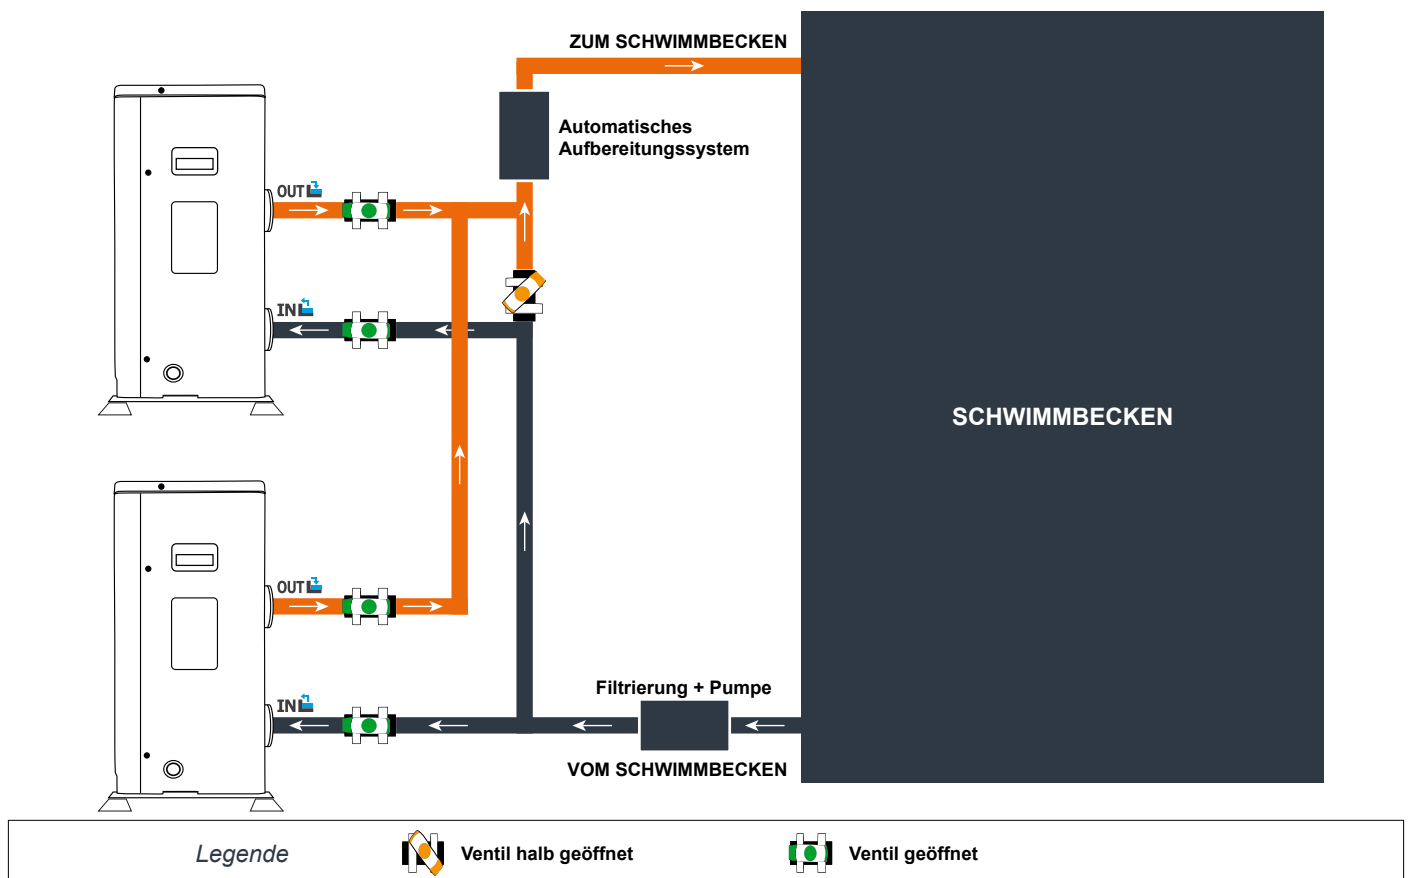 ZUM SCHWIMMBECKEN
Automatisches
Aufbereitungssystem
OUT
IN
SCHWIMMBECKEN
OUT
IN
Filtrierung + Pumpe
VOM SCHWIMMBECKEN
Legende
Ventil halb geöffnet
Ventil geöffnet